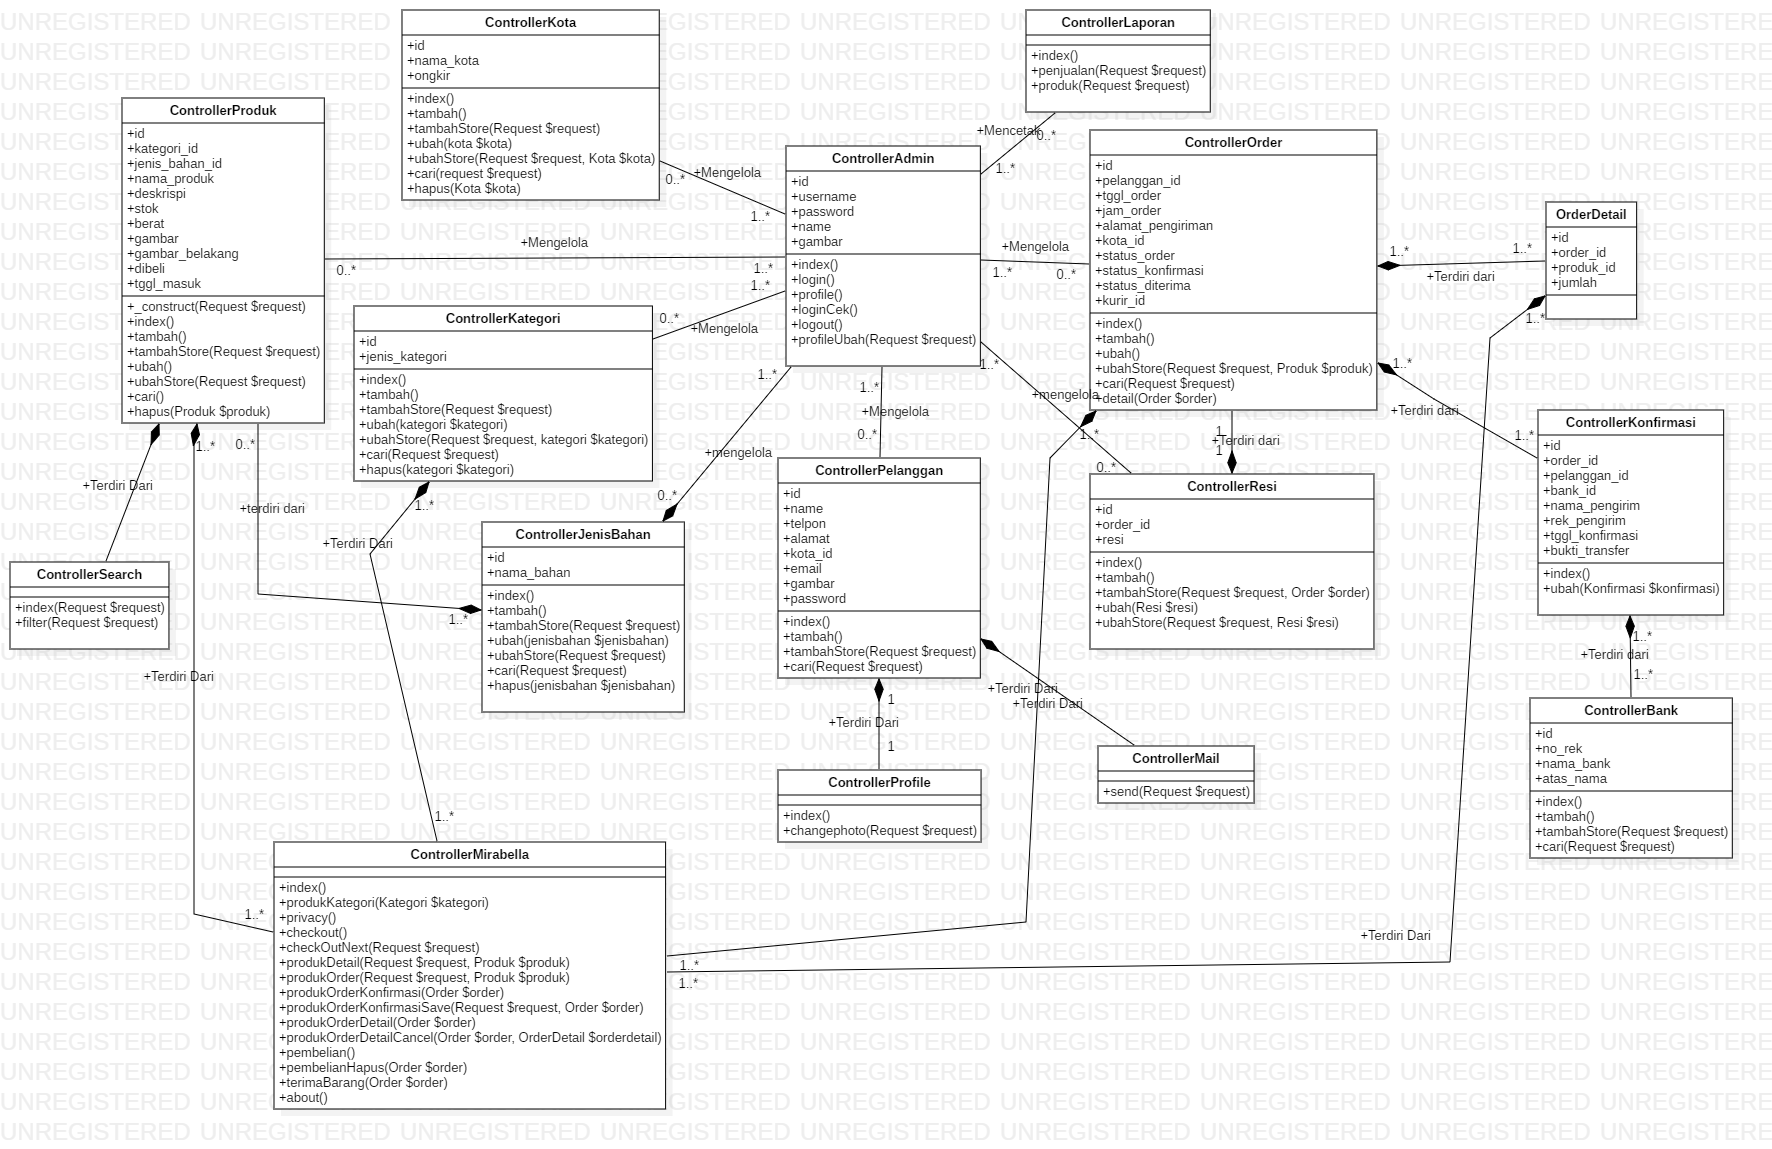 ControllerKota
+id
+nama_kota
+ongkir
+index()
+tambah()
+tambahStore(Request $request)
+ubah(kota $kota)
+ubahStore(Request $request, Kota $kota)
+cari(request $request)
+hapus(Kota $kota)
ControllerLaporan
+index()
+penjualan(Request $request)
+produk(Request $request)
ControllerProduk
+id
+kategori_id
+jenis_bahan_id
+nama_produk
+deskrispi
+stok
+berat
+gambar
+gambar_belakang
+dibeli
+tggl_masuk
+_construct(Request $request)
+index()
+tambah()
+tambahStore(Request $request)
+ubah()
+ubahStore(Request $request)
+cari()
+hapus(Produk $produk)
ControllerAdmin
+id
+username
+password
+name
+gambar
+index()
+login()
+profile()
+loginCek()
+logout()
+profileUbah(Request $request)
ControllerOrder
+id
+pelanggan_id
+tggl_order
+jam_order
+alamat_pengiriman
+kota_id
+status_order
+status_konfirmasi
+status_diterima
+kurir_id
+index()
+tambah()
+ubah()
+ubahStore(Request $request, Produk $produk)
+cari(Request $request)
+detail(Order $order)
OrderDetail
+id
+order_id
+produk_id
+jumlah
ControllerKategori
+id
+jenis_kategori
+index()
+tambah()
+tambahStore(Request $request)
+ubah(kategori $kategori)
+ubahStore(Request $request, kategori $kategori)
+cari(Request $request)
+hapus(kategori $kategori)
ControllerKonfirmasi
+id
+order_id
+pelanggan_id
+bank_id
+nama_pengirim
+rek_pengirim
+tggl_konfirmasi
+bukti_transfer
+index()
+ubah(Konfirmasi $konfirmasi)
ControllerPelanggan
+id
+name
+telpon
+alamat
+kota_id
+email
+gambar
+password
+index()
+tambah()
+tambahStore(Request $request)
+cari(Request $request)
ControllerResi
+id
+order_id
+resi
+index()
+tambah()
+tambahStore(Request $request, Order $order)
+ubah(Resi $resi)
+ubahStore(Request $request, Resi $resi)
ControllerJenisBahan
+id
+nama_bahan
+index()
+tambah()
+tambahStore(Request $request)
+ubah(jenisbahan $jenisbahan)
+ubahStore(Request $request)
+cari(Request $request)
+hapus(jenisbahan $jenisbahan)
ControllerSearch
+index(Request $request)
+filter(Request $request)
ControllerBank
+id
+no_rek
+nama_bank
+atas_nama
+index()
+tambah()
+tambahStore(Request $request)
+cari(Request $request)
ControllerMail
+send(Request $request)
ControllerProfile
+index()
+changephoto(Request $request)
ControllerMirabella
+index()
+produkKategori(Kategori $kategori)
+privacy()
+checkout()
+checkOutNext(Request $request)
+produkDetail(Request $request, Produk $produk)
+produkOrder(Request $request, Produk $produk)
+produkOrderKonfirmasi(Order $order)
+produkOrderKonfirmasiSave(Request $request, Order $order)
+produkOrderDetail(Order $order)
+produkOrderDetailCancel(Order $order, OrderDetail $orderdetail)
+pembelian()
+pembelianHapus(Order $order)
+terimaBarang(Order $order)
+about()
+Mencetak
0..*
1..*
+Mengelola
0..*
1..*
+Mengelola
0..*
1..*
+Mengelola
0..*
1..*
+Mengelola
1..*
0..*
+Mengelola
1..*
0..*
+mengelola
1..*
0..*
+mengelola
1..*
0..*
+Terdiri dari
1..*
1..*
+Terdiri dari
1..*
1..*
+Terdiri dari
1
1
+Terdiri dari
1..*
1..*
+Terdiri Dari
+Terdiri Dari
1..*
1..*
+terdiri dari
0..*
1..*
+Terdiri Dari
1..*
1..*
+Terdiri Dari
1
1
+Terdiri Dari
+Terdiri Dari
1..*
1..*
+Terdiri Dari
1..*
1..*
UNREGISTERED